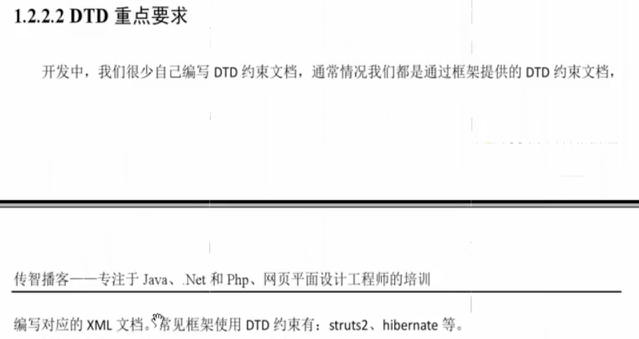 1.2.2.2 DTD 重点要求
开发中，我们很少自己编写 DTD 约束文档，通常情况我们都是通过框架提供的 DTD 约束文档，
传智播客——专注于 Java、.Net 和 Php、网页平面设计工程师的培训
编写对应的 XML 文档。常见框架使用 DTD 约束有：struts2、hibernate 等。